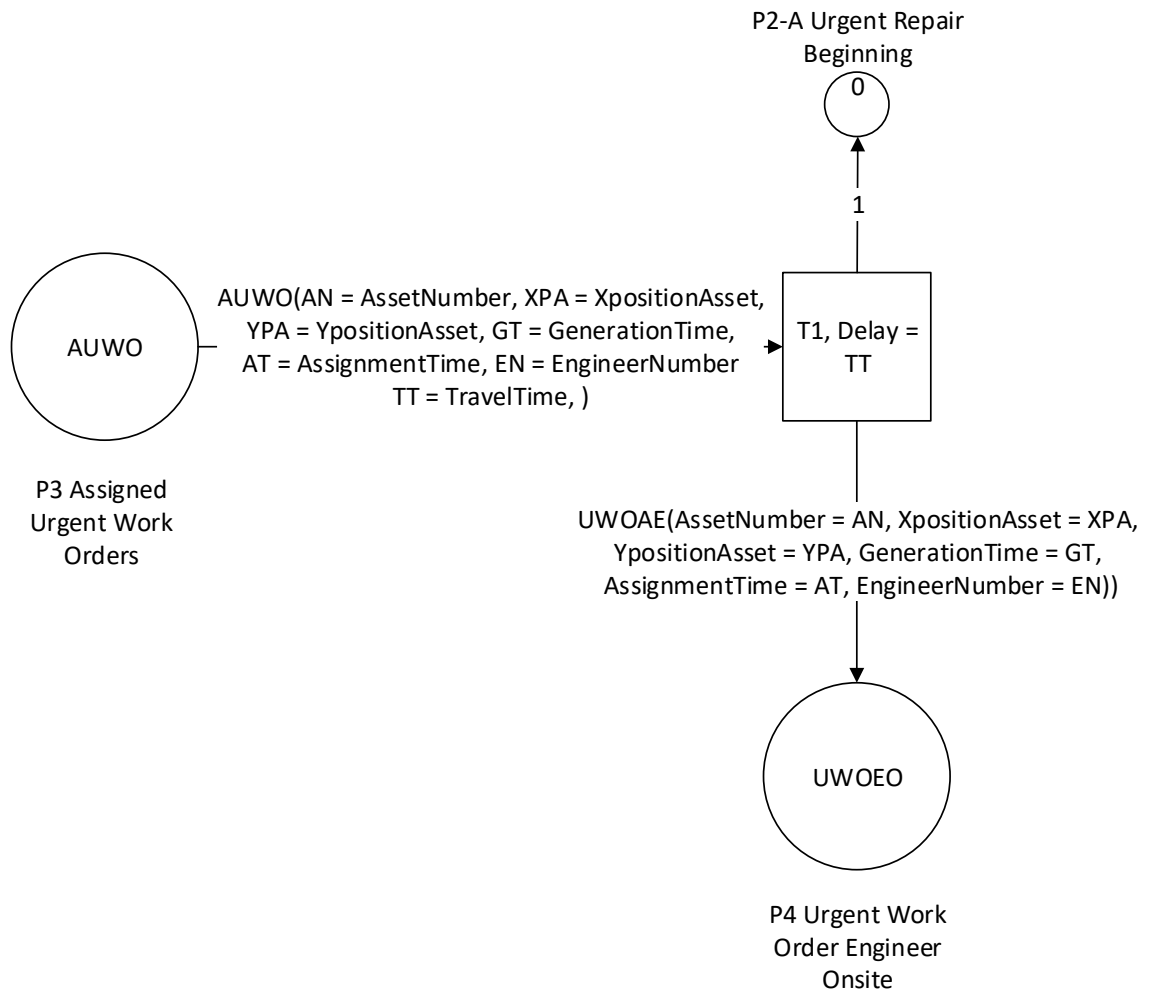 P2-A Urgent Repair
Beginning
0
1
AUWO
AUWO(AN = AssetNumber, XPA = XpositionAsset,
YPA = YpositionAsset, GT = GenerationTime,
AT = AssignmentTime, EN = EngineerNumber
TT = TravelTime, )
T1, Delay =
TT
P3 Assigned
Urgent Work
Orders
UWOAE(AssetNumber = AN, XpositionAsset = XPA,
YpositionAsset = YPA, GenerationTime = GT,
AssignmentTime = AT, EngineerNumber = EN))
UWOEO
P4 Urgent Work
Order Engineer
Onsite